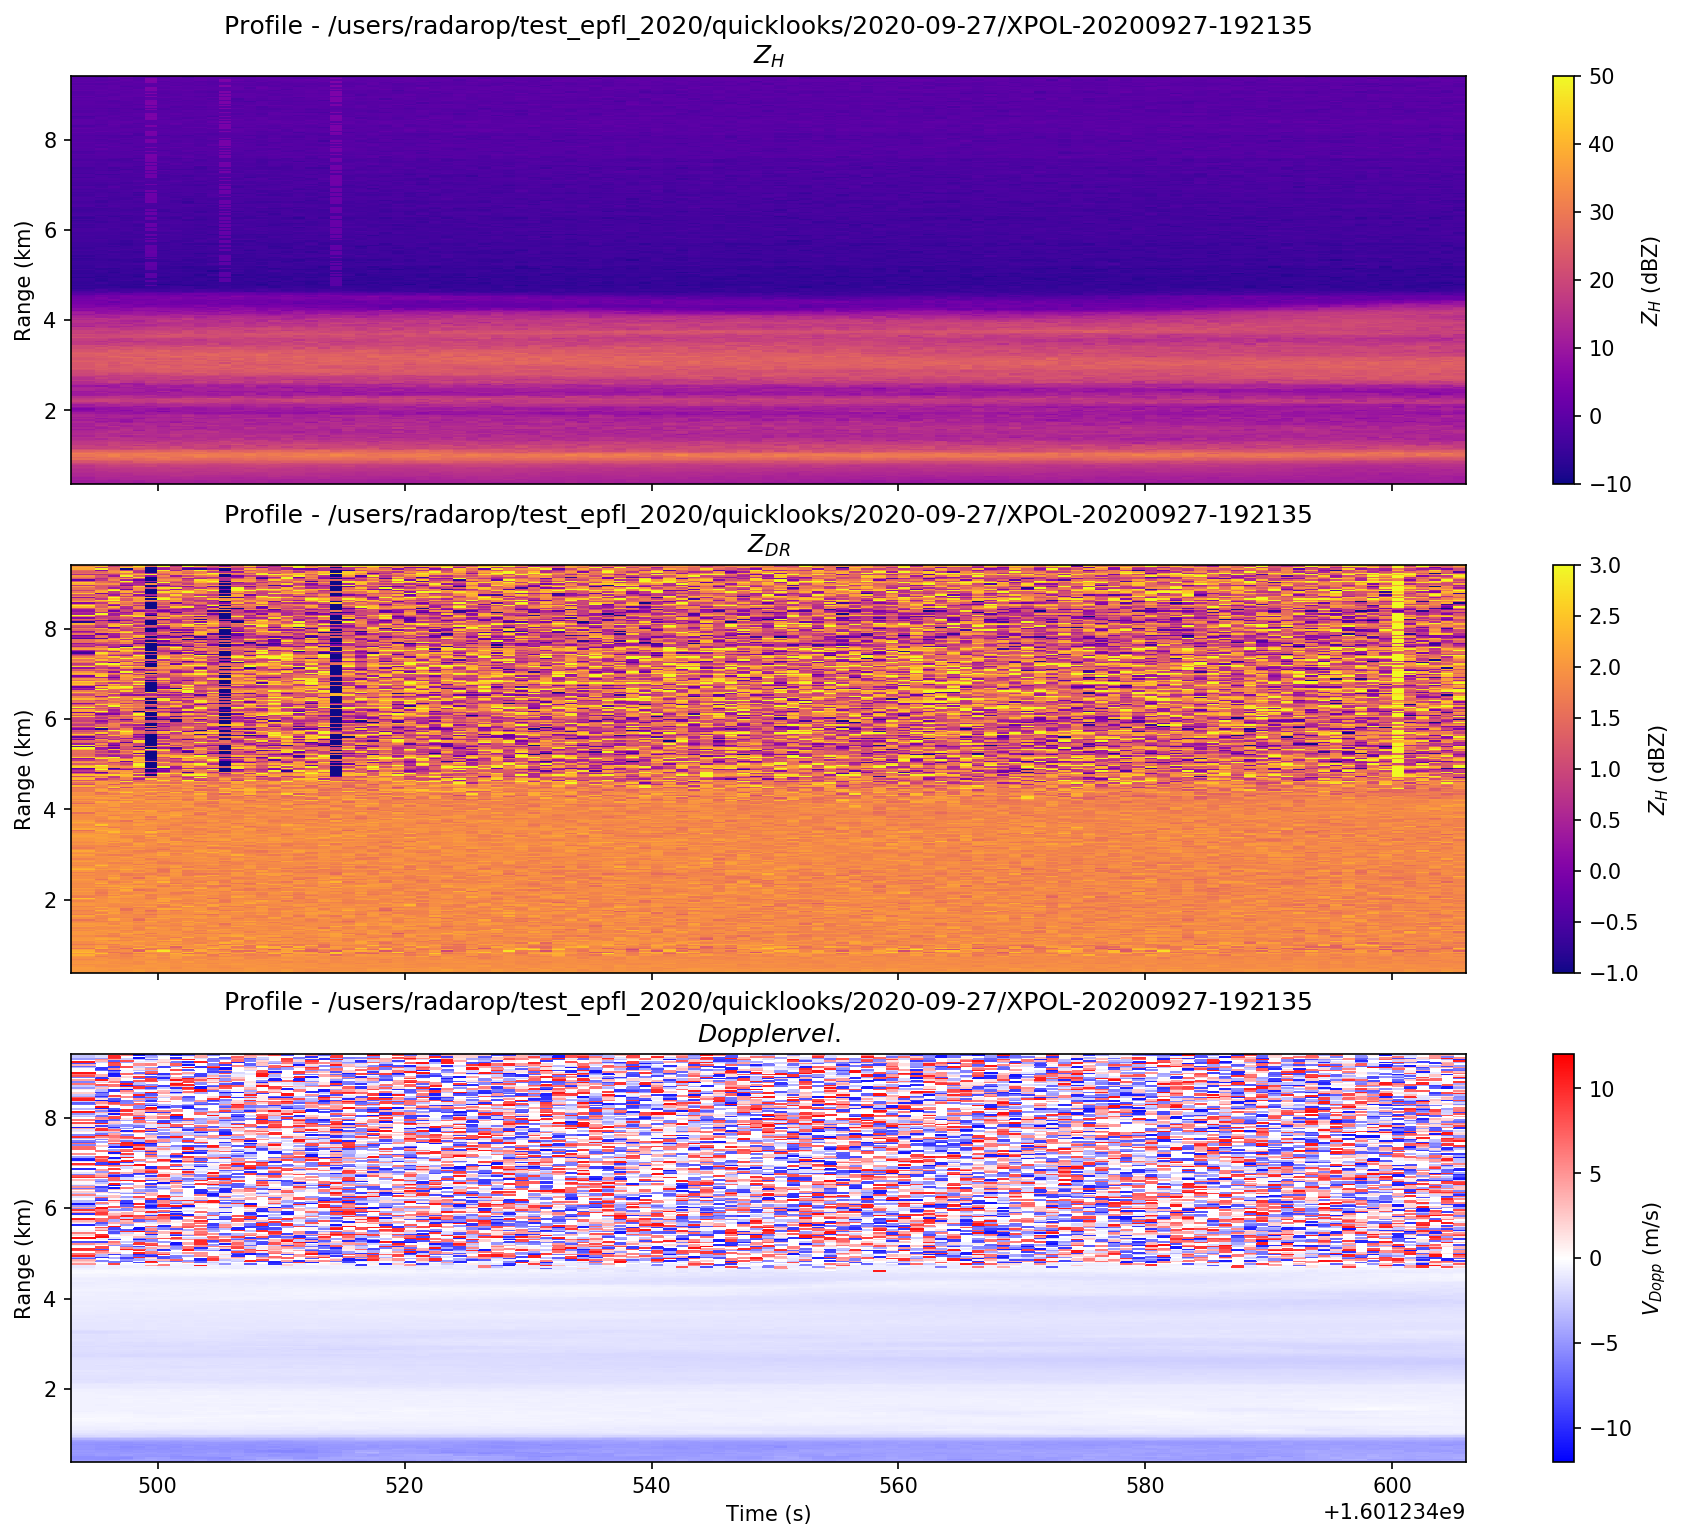 Profile - /users/radarop/test_epfl_2020/quicklooks/2020-09-27/XPOL-20200927-192135
Z_H
Range (km)
8
6
4
2
50
40
30
20
10
0
−10
Z_H (dBZ)
Profile - /users/radarop/test_epfl_2020/quicklooks/2020-09-27/XPOL-20200927-192135
Z_DR
Range (km)
8
6
4
2
3.0
2.5
2.0
1.5
1.0
0.5
0.0
−0.5
−1.0
Z_H (dBZ)
Profile - /users/radarop/test_epfl_2020/quicklooks/2020-09-27/XPOL-20200927-192135
Dopplervel.
Range (km)
8
6
4
2
10
5
0
−5
−10
V_Dopp (m/s)
500 520 540 560 580 600
Time (s)
+1.601234e9